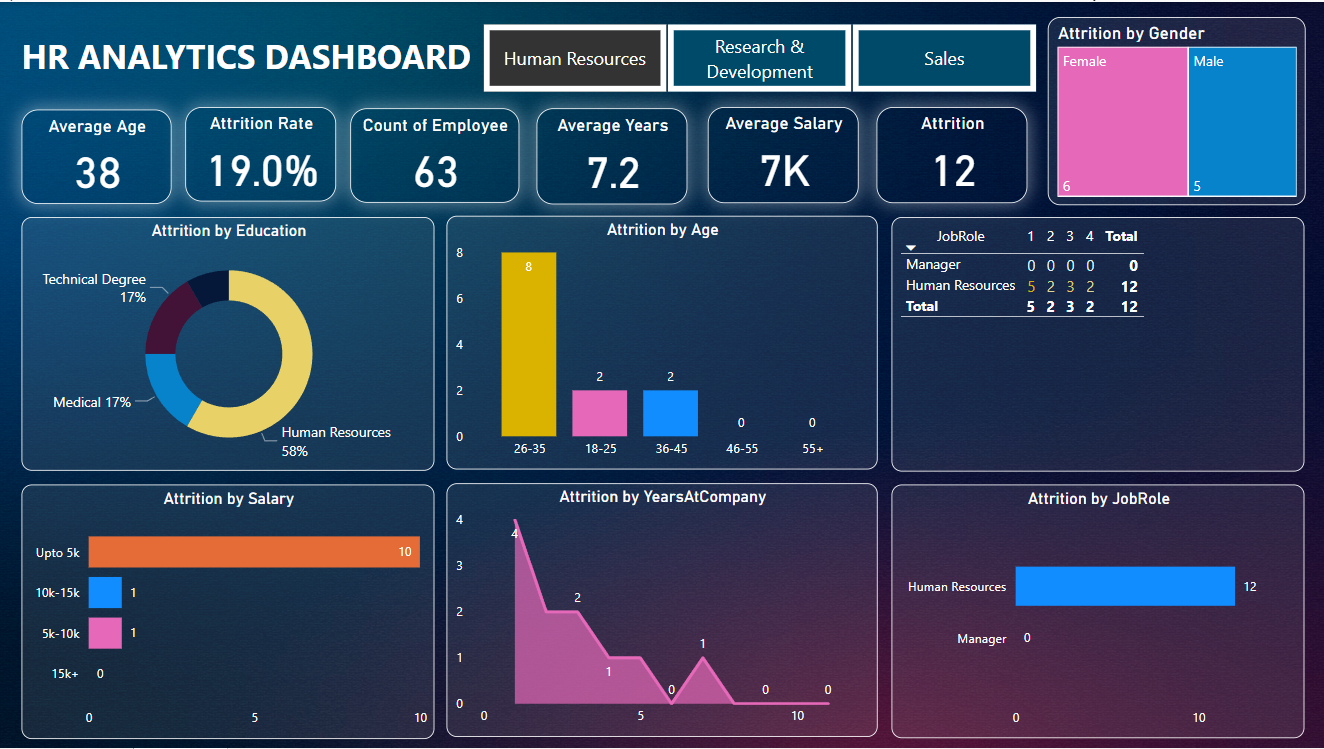 HR ANALYTICS DASHBOARD
Human Resources
Research &
Development
Sales
Attrition by Gender
Female
Male
6
5
Average Age
38
Attrition Rate
19.0%
Count of Employee
63
Average Years
7.2
Average Salary
7K
Attrition
12
Attrition by Education
Technical Degree
17%
Medical 17%
Human Resources
58%
Attrition by Age
8
6
4
2
0
8
2
2
0
0
26-35
18-25
36-45
46-55
55+
JobRole 1 2 3 4 Total
Manager 0 0 0 0 0
Human Resources 5 2 3 2 12
Total 5 2 3 2 12
Attrition by Salary
Upto 5k 10
10k-15k 1
5k-10k 1
15k+ 0
0 5 10
Attrition by YearsAtCompany
4
3
2
1
0
4
2
1
0
1
0
0
0 5 10
Attrition by JobRole
Human Resources 12
Manager 0
0 10